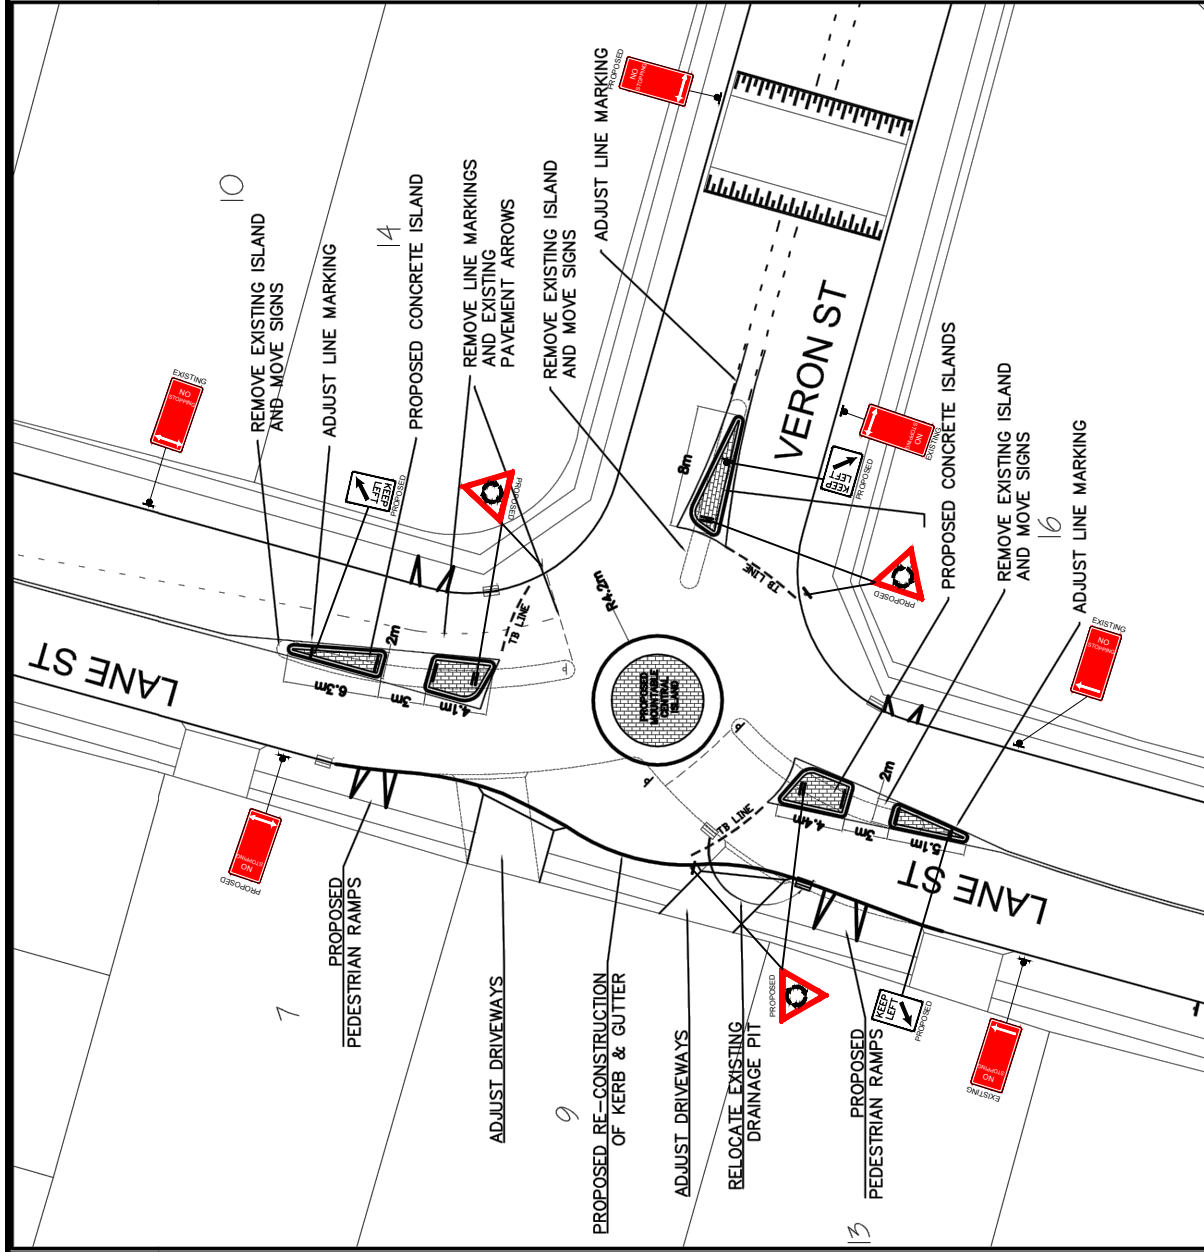 10
REMOVE EXISTING ISLAND
AND MOVE SIGNS
ADJUST LINE MARKING
14
PROPOSED CONCRETE ISLAND
REMOVE LINE MARKINGS
AND EXISTING
PAVEMENT ARROWS
REMOVE EXISTING ISLAND
AND MOVE SIGNS
ADJUST LINE MARKING
NO
STOPPING
PROPOSED
NO
STOPPING
EXISTING
KEEP
LEFT
PROPOSED
PROPOSED
LANE ST
6.3m
2m
3m
4.1m
TB LINE
R4.2m
PROPOSED
MOUNTABLE
CENTRAL
ISLAND
8m
VERON ST
TB LINE
KEEP
LEFT
PROPOSED
NO
STOPPING
EXISTING
PROPOSED
PROPOSED CONCRETE ISLANDS
REMOVE EXISTING ISLAND
AND MOVE SIGNS
16
ADJUST LINE MARKING
NO
STOPPING
EXISTING
TB LINE
4.4m
3m
2m
5.1m
LANE ST
NO
STOPPING
PROPOSED
7
PROPOSED
PEDESTRIAN RAMPS
ADJUST DRIVEWAYS
9
PROPOSED RE-CONSTRUCTION
OF KERB & GUTTER
ADJUST DRIVEWAYS
RELOCATE EXISTING
DRAINAGE PIT
PROPOSED
PROPOSED
PEDESTRIAN RAMPS
13
KEEP
LEFT
PROPOSED
NO
STOPPING
EXISTING